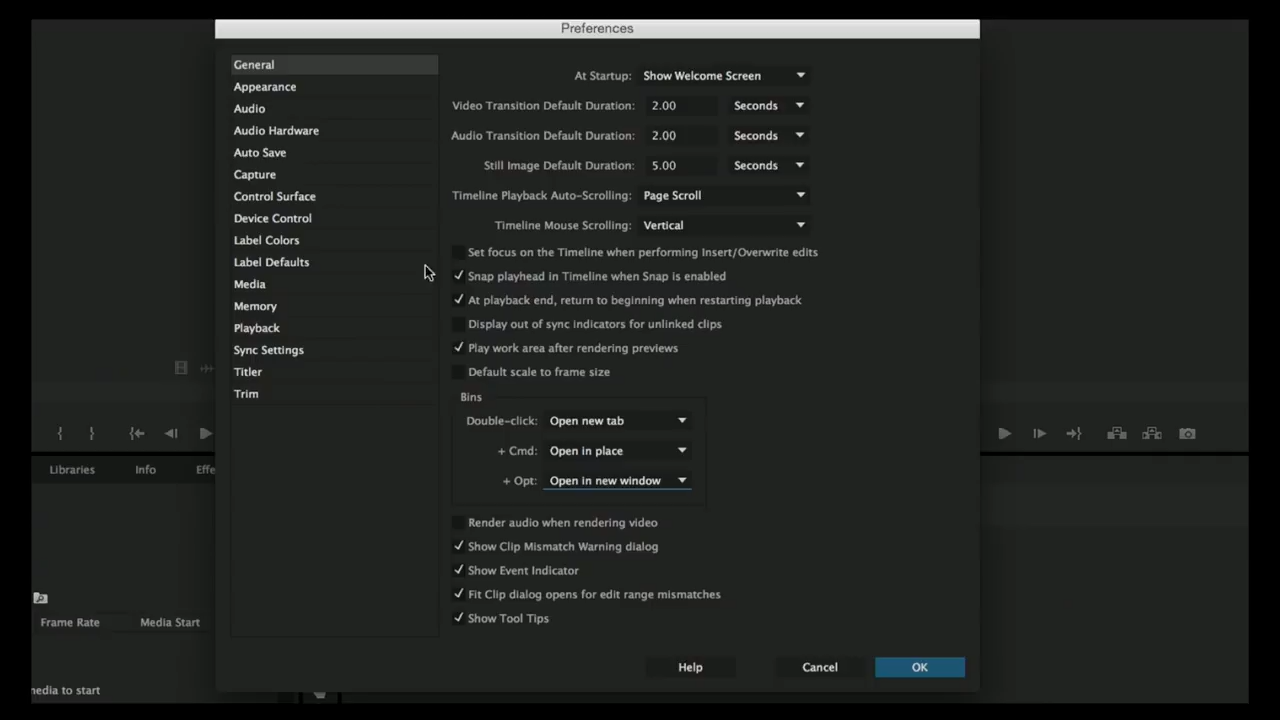 Preferences
General
Appearance
Audio
Audio Hardware
Auto Save
Capture
Control Surface
Device Control
Label Colors
Label Defaults
Media
Memory
Playback
Sync Settings
Titler
Trim
At Startup: Show Welcome Screen
Video Transition Default Duration: 2.00 Seconds
Audio Transition Default Duration: 2.00 Seconds
Still Image Default Duration: 5.00 Seconds
Timeline Playback Auto-Scrolling: Page Scroll
Timeline Mouse Scrolling: Vertical
Set focus on the Timeline when performing Insert/Overwrite edits
Snap playhead in Timeline when Snap is enabled
At playback end, return to beginning when restarting playback
Display out of sync indicators for unlinked clips
Play work area after rendering previews
Default scale to frame size
Bins
Double-click: Open new tab
+ Cmd: Open in place
+ Opt: Open in new window
Render audio when rendering video
Show Clip Mismatch Warning dialog
Show Event Indicator
Fit Clip dialog opens for edit range mismatches
Show Tool Tips
Help Cancel OK
Libraries Info Effe
Frame Rate Media Start
nedia to start